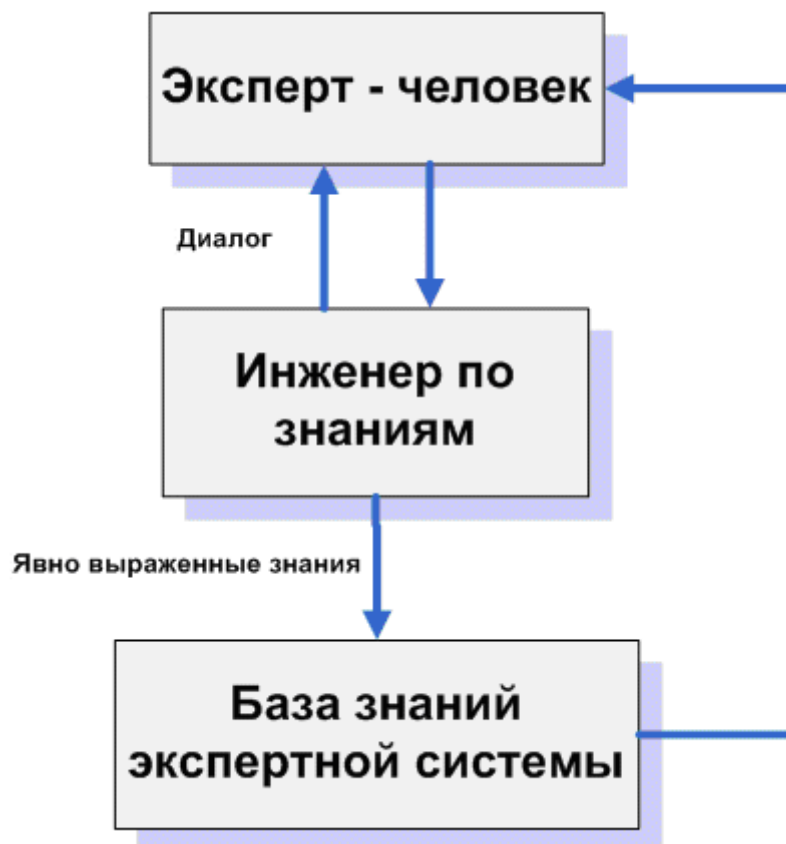 Эксперт - человек
Диалог
Инженер по
знаниям
Явно выраженные знания
База знаний
экспертной системы